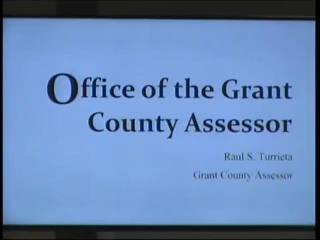 Office of the Grant
County Assessor
Raul S. Turrieta
Grant County Assessor